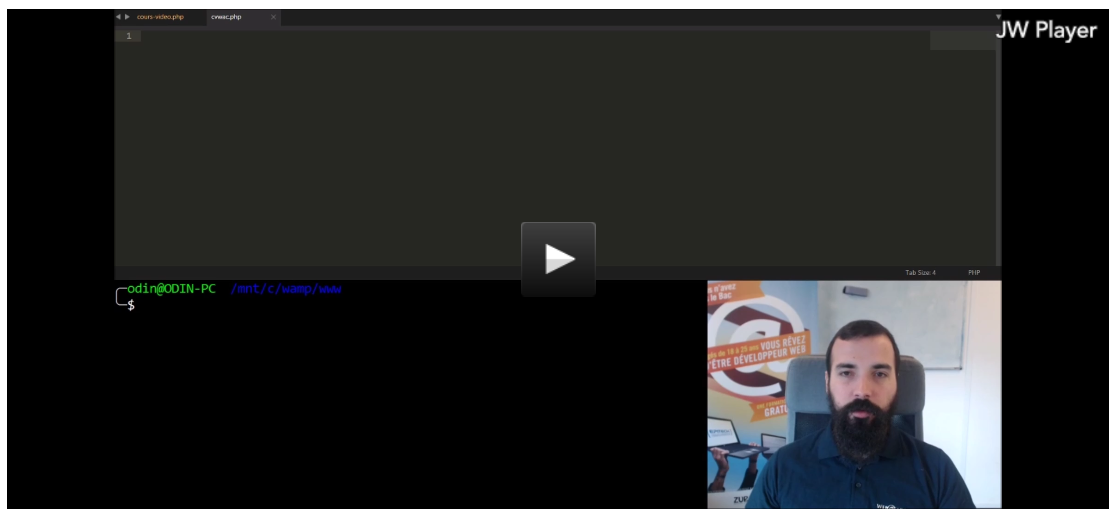 cours-video.php cvwac.php
JW Player
1
Tab Size: 4 PHP
odin@ODIN-PC /mnt/c/wamp/www
$
n'avez
le Bac
de 18 à 25 ans VOUS RÊVEZ
D'ÊTRE DÉVELOPPEUR WEB
GRATU